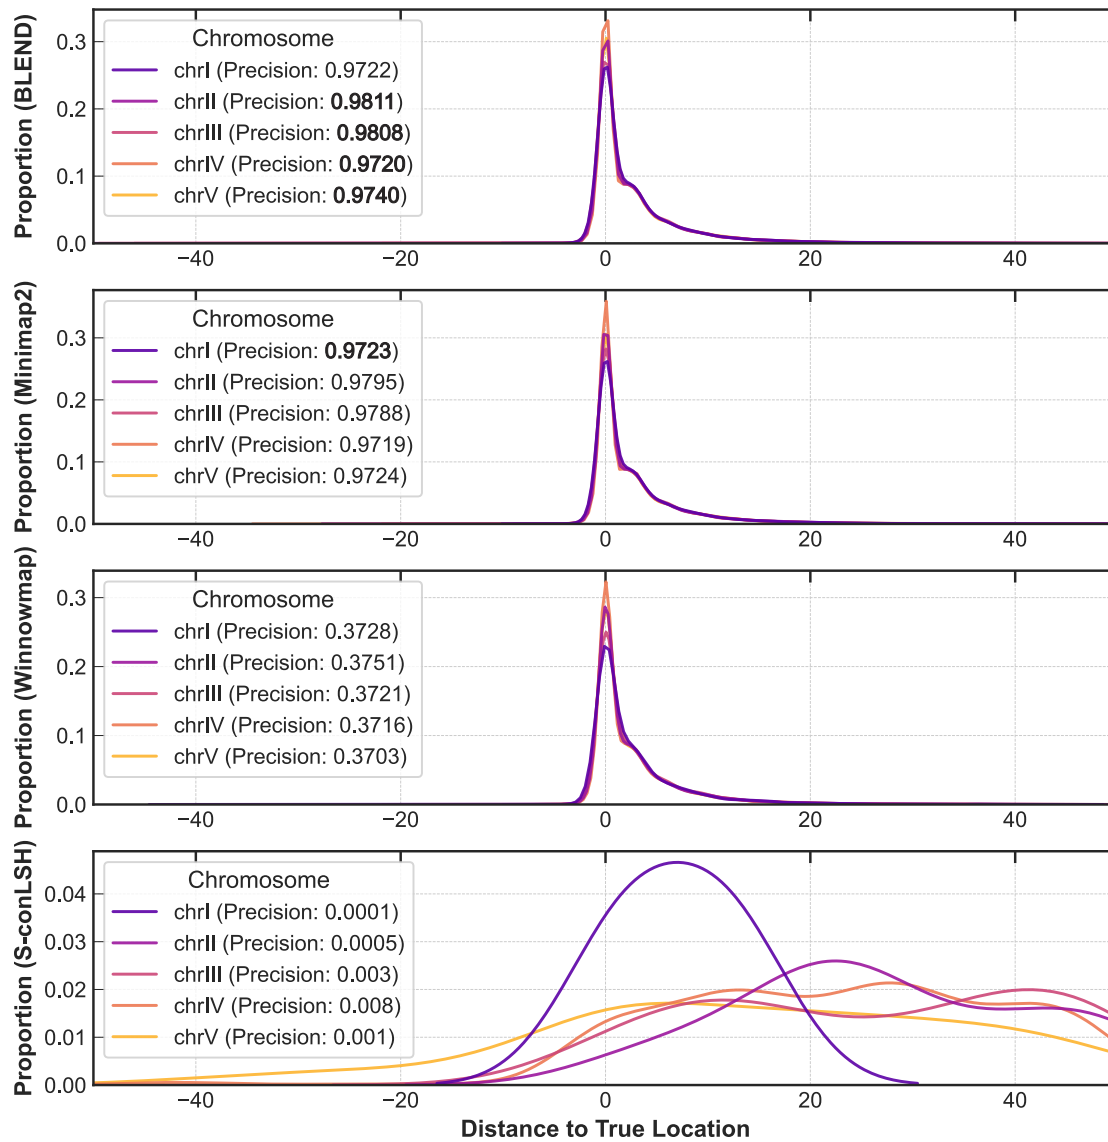 Proportion (BLEND)
0.3
0.2
0.1
0.0
Chromosome
chrI (Precision: 0.9722)
chrII (Precision: 0.9811)
chrIII (Precision: 0.9808)
chrIV (Precision: 0.9720)
chrV (Precision: 0.9740)
−40 −20 0 20 40
Proportion (Minimap2)
0.3
0.2
0.1
0.0
Chromosome
chrI (Precision: 0.9723)
chrII (Precision: 0.9795)
chrIII (Precision: 0.9788)
chrIV (Precision: 0.9719)
chrV (Precision: 0.9724)
−40 −20 0 20 40
Proportion (Winnowmap)
0.3
0.2
0.1
0.0
Chromosome
chrI (Precision: 0.3728)
chrII (Precision: 0.3751)
chrIII (Precision: 0.3721)
chrIV (Precision: 0.3716)
chrV (Precision: 0.3703)
−40 −20 0 20 40
Proportion (S-conLSH)
0.04
0.03
0.02
0.01
0.00
Chromosome
chrI (Precision: 0.0001)
chrII (Precision: 0.0005)
chrIII (Precision: 0.003)
chrIV (Precision: 0.008)
chrV (Precision: 0.001)
−40 −20 0 20 40
Distance to True Location